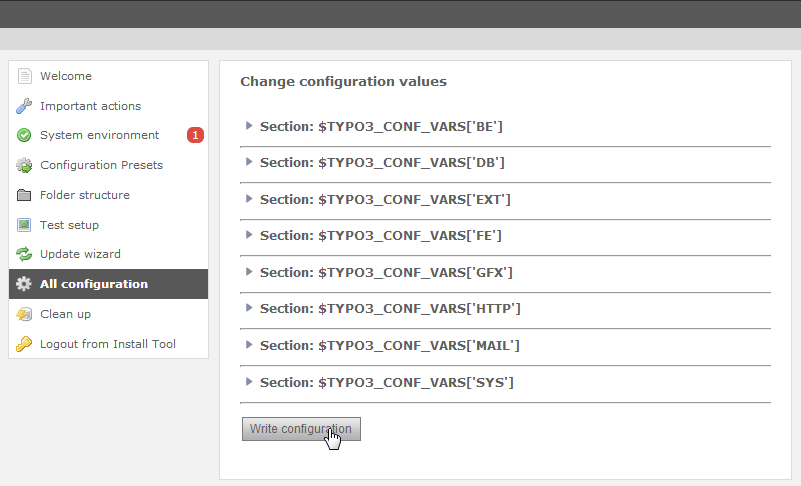 Welcome
Important actions
System environment 1
Configuration Presets
Folder structure
Test setup
Update wizard
All configuration
Clean up
Logout from Install Tool
Change configuration values
Section: $TYPO3_CONF_VARS['BE']
Section: $TYPO3_CONF_VARS['DB']
Section: $TYPO3_CONF_VARS['EXT']
Section: $TYPO3_CONF_VARS['FE']
Section: $TYPO3_CONF_VARS['GFX']
Section: $TYPO3_CONF_VARS['HTTP']
Section: $TYPO3_CONF_VARS['MAIL']
Section: $TYPO3_CONF_VARS['SYS']
Write configuration